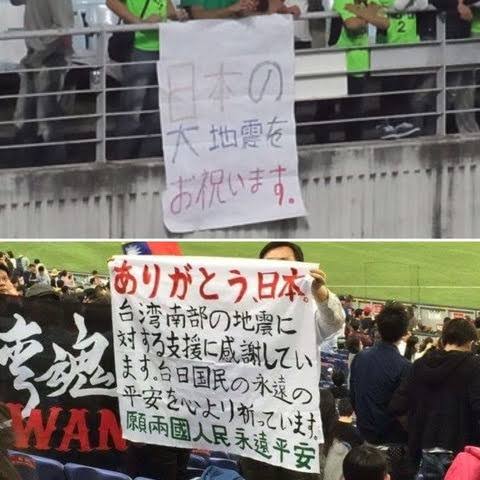 日本の
大地震を
お祝います。
ありがとう、日本。
台湾南部の地震に
対する支援に感謝してい
ます。台日国民の永遠の
平安を心より祈っています。
願兩國人民永遠平安
灣魂
WAN
2